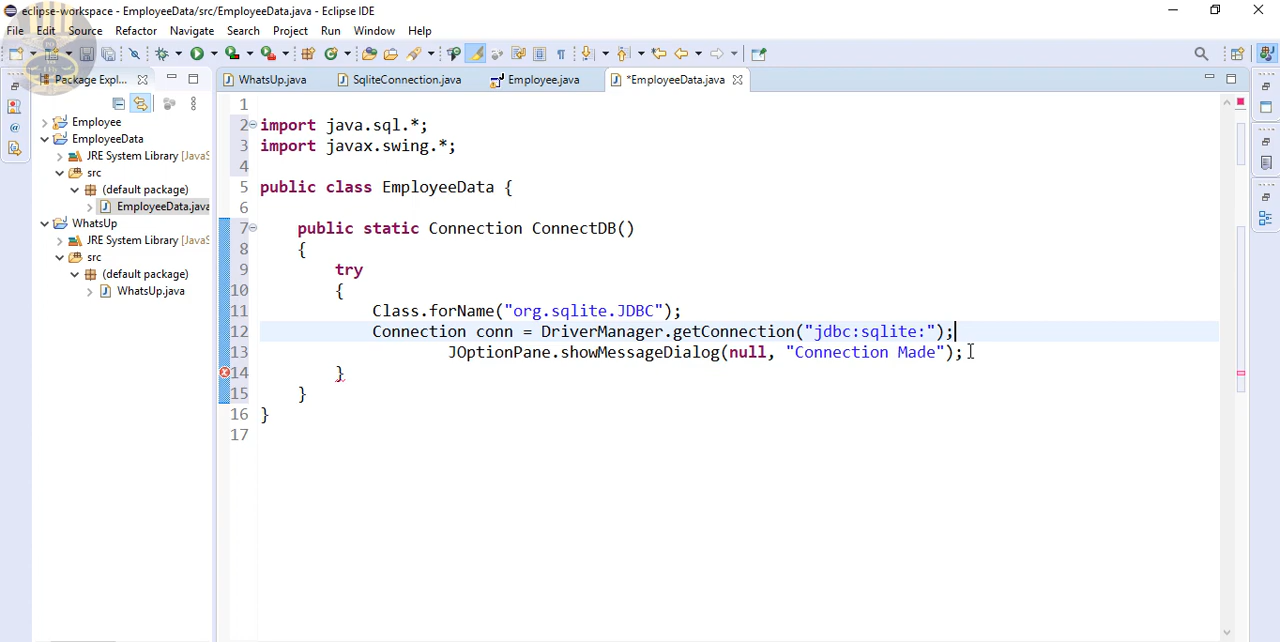 eclipse-workspace - EmployeeData/src/EmployeeData.java - Eclipse IDE
File Edit Source Refactor Navigate Search Project Run Window Help
Package Expl...
WhatsUp.java SqliteConnection.java Employee.java *EmployeeData.java
Employee
EmployeeData
JRE System Library [JavaS
src
(default package)
EmployeeData.java
WhatsUp
JRE System Library [JavaS
src
(default package)
WhatsUp.java
1
2 import java.sql.*;
3 import javax.swing.*;
4
5 public class EmployeeData {
6
7 public static Connection ConnectDB()
8 {
9 try
10 {
11 Class.forName("org.sqlite.JDBC");
12 Connection conn = DriverManager.getConnection("jdbc:sqlite:");
13 JOptionPane.showMessageDialog(null, "Connection Made");
14 }
15 }
16 }
17